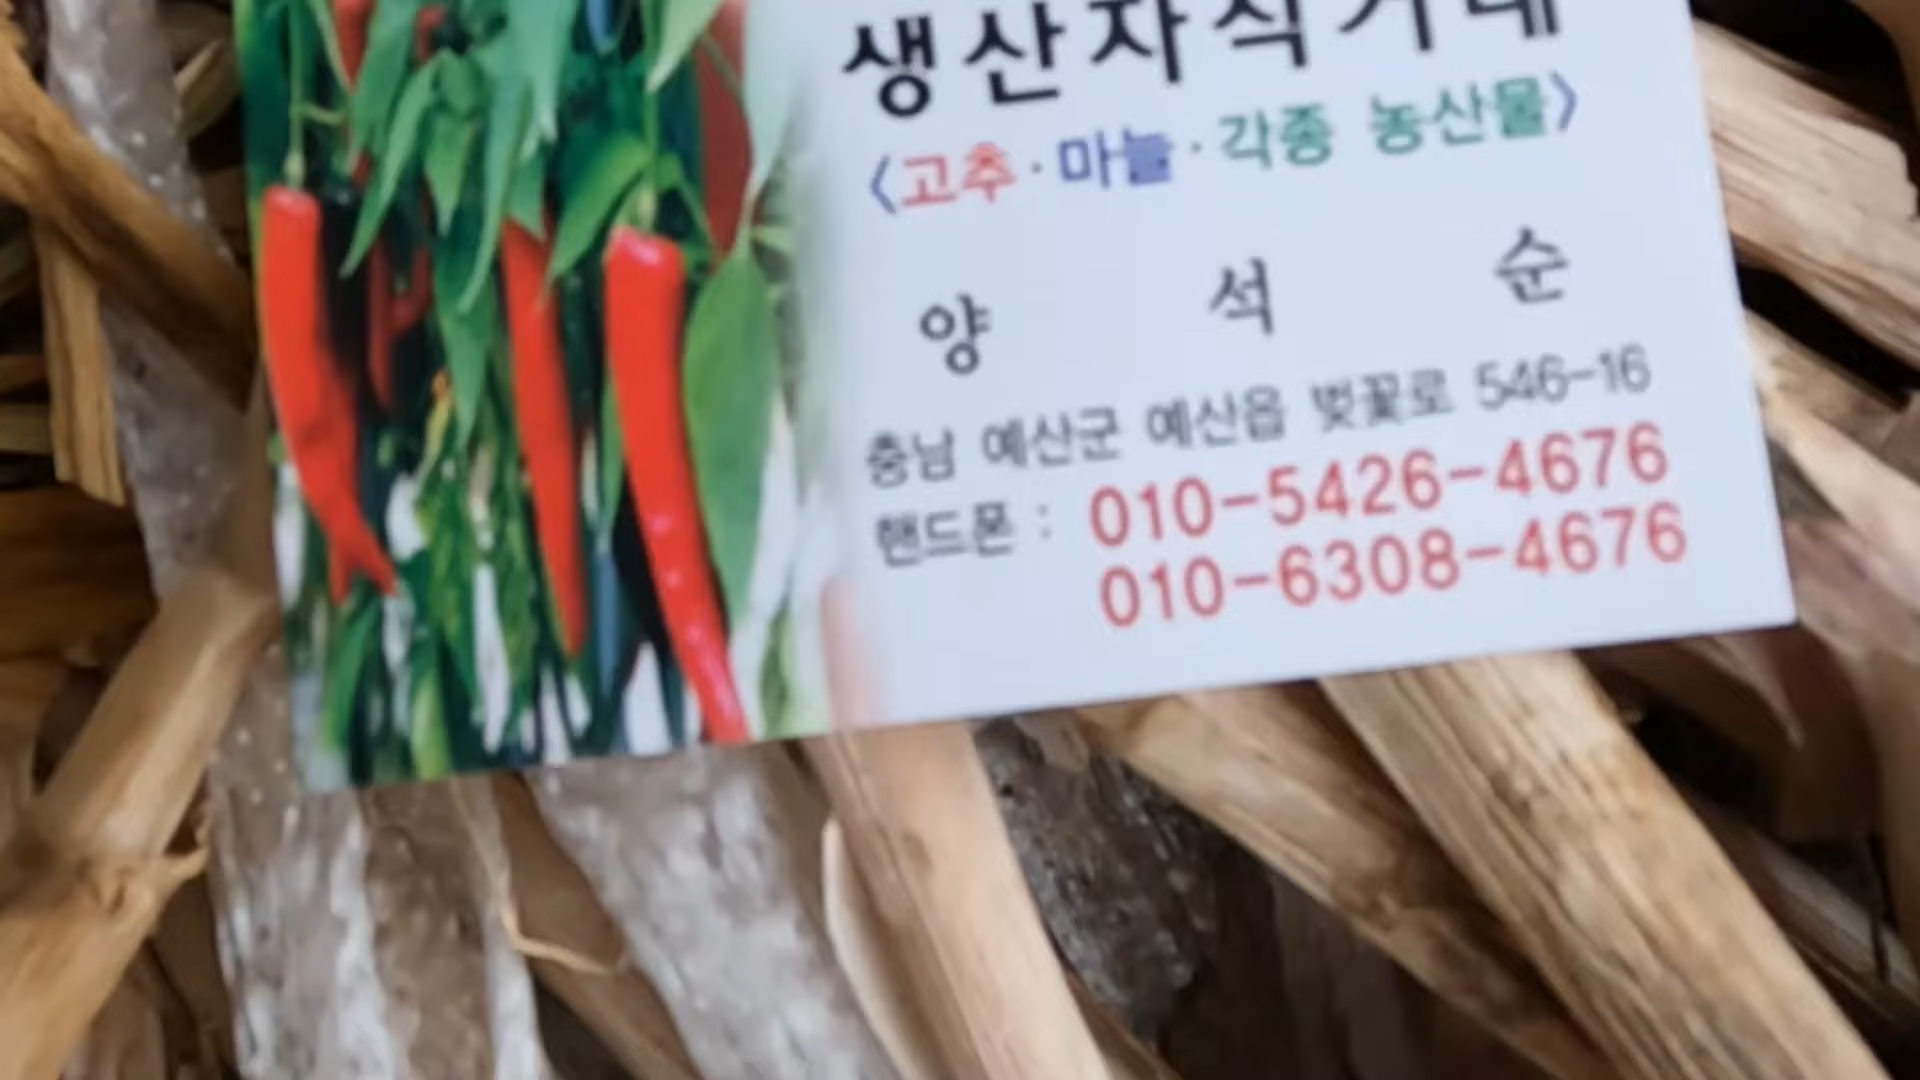 생산자직거래
<고추·마늘·각종 농산물>
양 석 순
충남 예산군 예산읍 벚꽃로 546-16
핸드폰 : 010-5426-4676
010-6308-4676